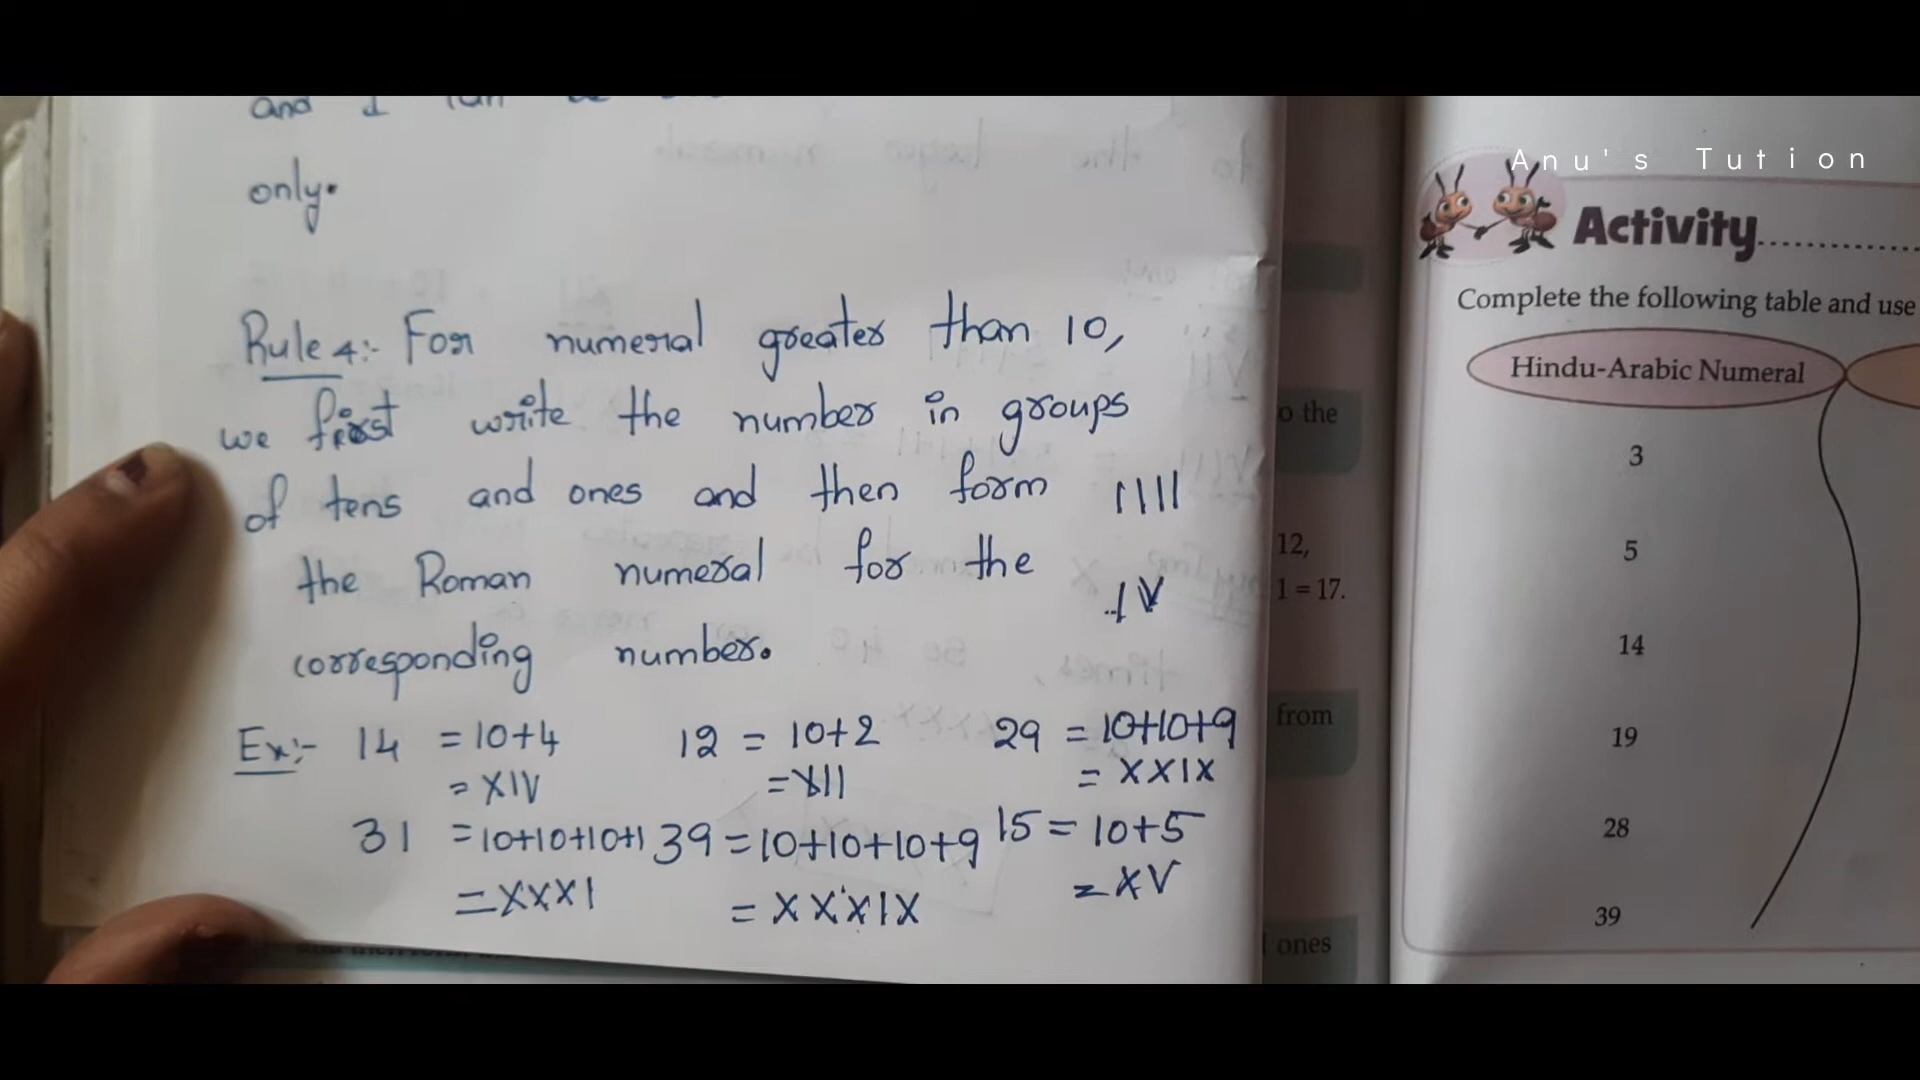 and I
only.
Rule 4:- For numeral greater than 10,
we first write the number in groups
of tens and ones and then form
the Roman numeral for the
corresponding number.
IIII
IV
Ex:- 14 = 10+4 12 = 10+2 29 = 10+10+9
= XIV = XII = XXIX
31 = 10+10+10+1 39 = 10+10+10+9 15 = 10+5
= XXXI = XXXIX = XV
o the
12,
1 = 17.
from
ones
Anu's Tution
Activity
Complete the following table and use
Hindu-Arabic Numeral
3
5
14
19
28
39